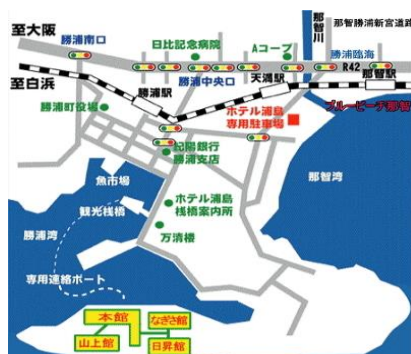 至大阪
至白浜
勝浦南口
日比記念病院
Aコープ
那智川
那智勝浦新宮道路
勝浦駅
勝浦中央口
天満駅
勝浦臨海
R42
那智駅
ブルービーチ那智
勝浦町役場
ホテル浦島
専用駐車場
紀陽銀行
勝浦支店
魚市場
那智湾
観光桟橋
ホテル浦島
桟橋案内所
勝浦湾
万清楼
専用連絡ボート
本館
なぎさ館
山上館
日昇館